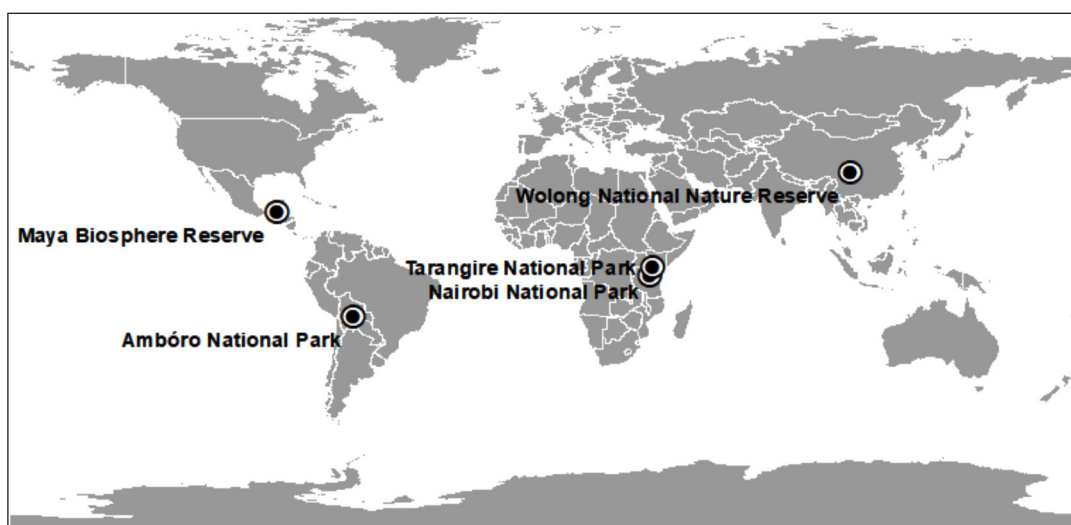 Wolong National Nature Reserve
Maya Biosphere Reserve
Tarangire National Park
Nairobi National Park
Ambóro National Park